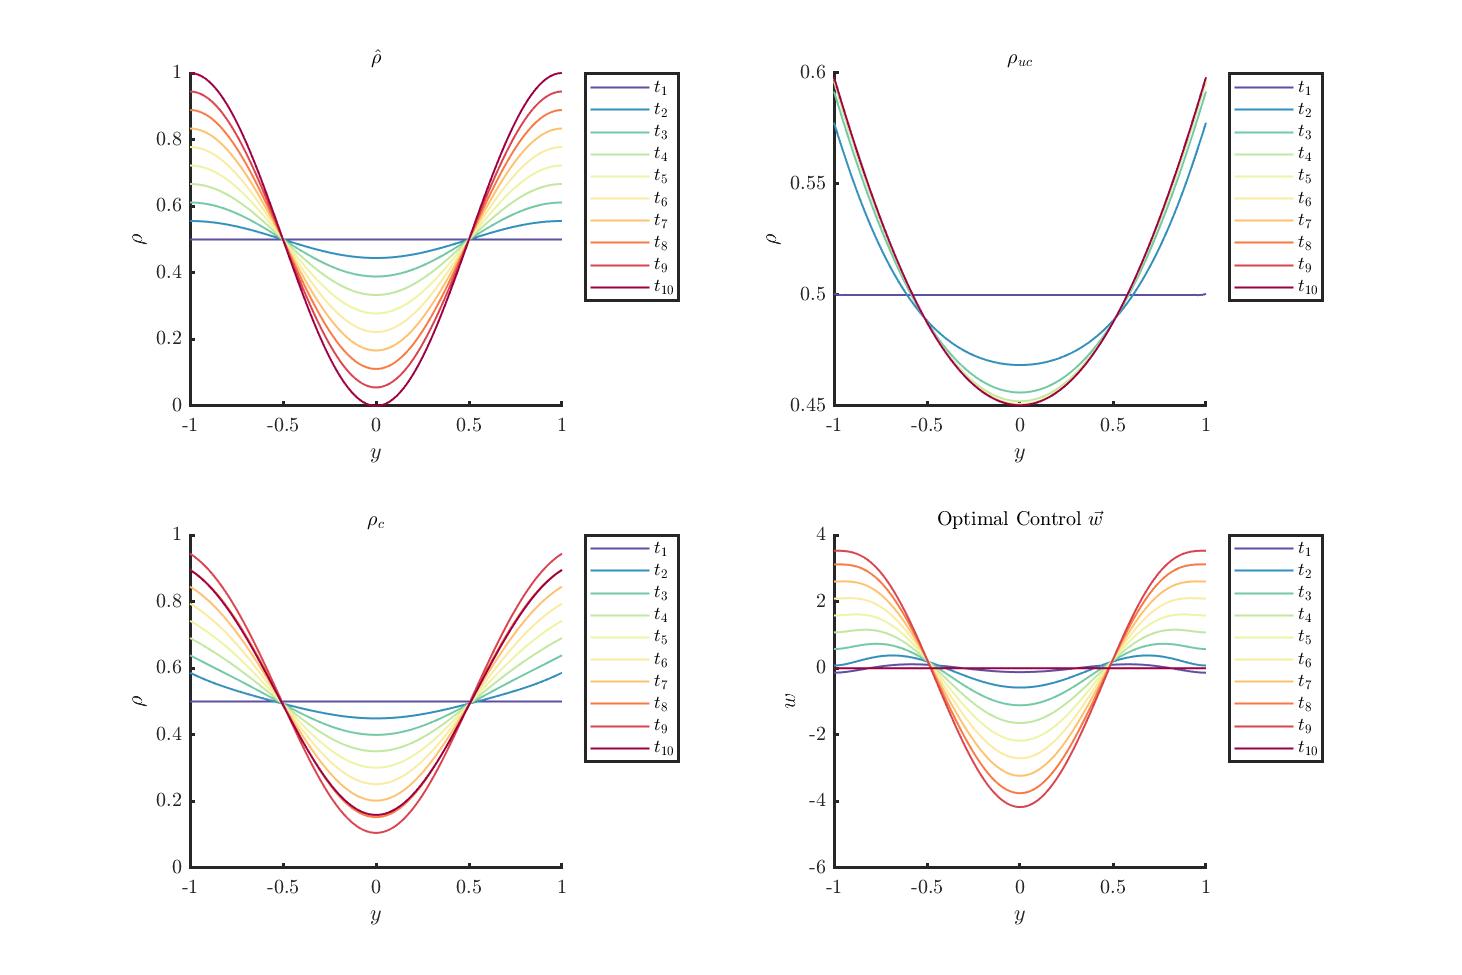 ρ̂
1
0.8
0.6
0.4
0.2
0
ρ
-1 -0.5 0 0.5 1
y
t₁
t₂
t₃
t₄
t₅
t₆
t₇
t₈
t₉
t₁₀
ρ_uc
0.6
0.55
0.5
0.45
ρ
-1 -0.5 0 0.5 1
y
t₁
t₂
t₃
t₄
t₅
t₆
t₇
t₈
t₉
t₁₀
ρ_c
1
0.8
0.6
0.4
0.2
0
ρ
-1 -0.5 0 0.5 1
y
t₁
t₂
t₃
t₄
t₅
t₆
t₇
t₈
t₉
t₁₀
Optimal Control w⃗
4
2
0
-2
-4
-6
w
-1 -0.5 0 0.5 1
y
t₁
t₂
t₃
t₄
t₅
t₆
t₇
t₈
t₉
t₁₀